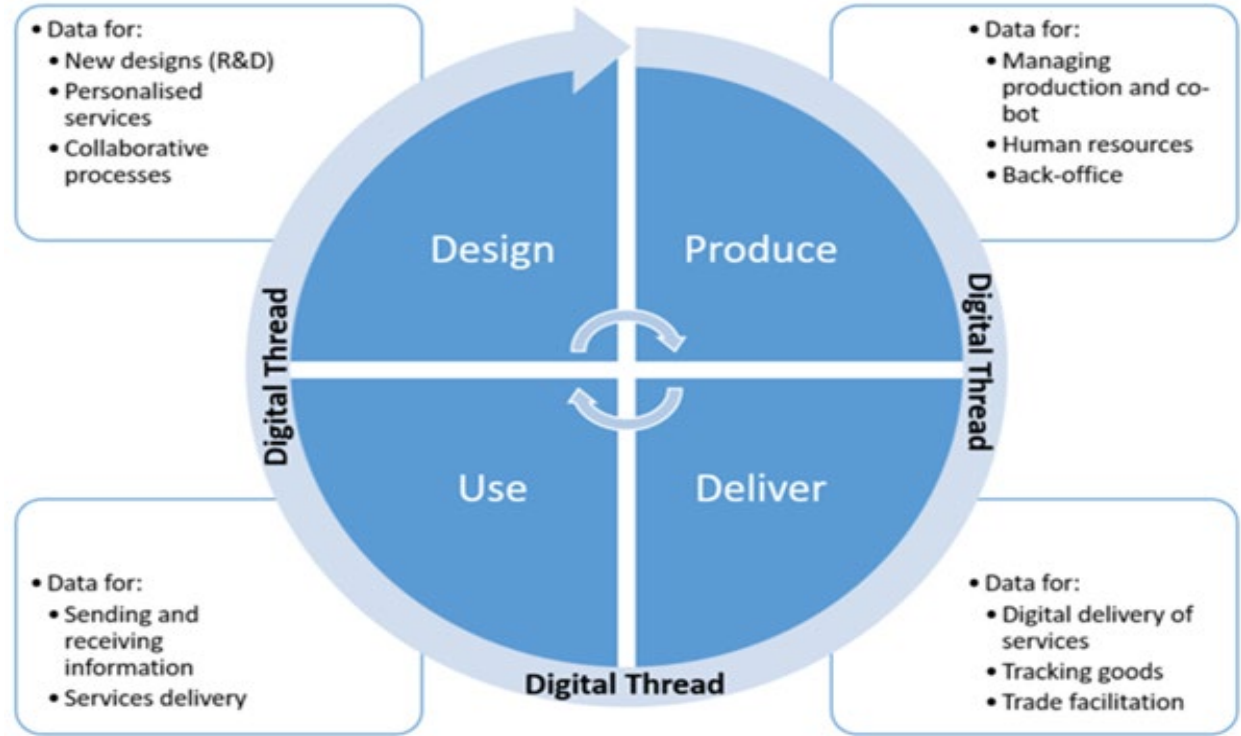 • Data for:
• New designs (R&D)
• Personalised
services
• Collaborative
processes
• Data for:
• Managing
production and co-
bot
• Human resources
• Back-office
Design
Produce
Digital Thread
Digital Thread
Use
Deliver
• Data for:
• Sending and
receiving
information
• Services delivery
• Data for:
• Digital delivery of
services
• Tracking goods
• Trade facilitation
Digital Thread